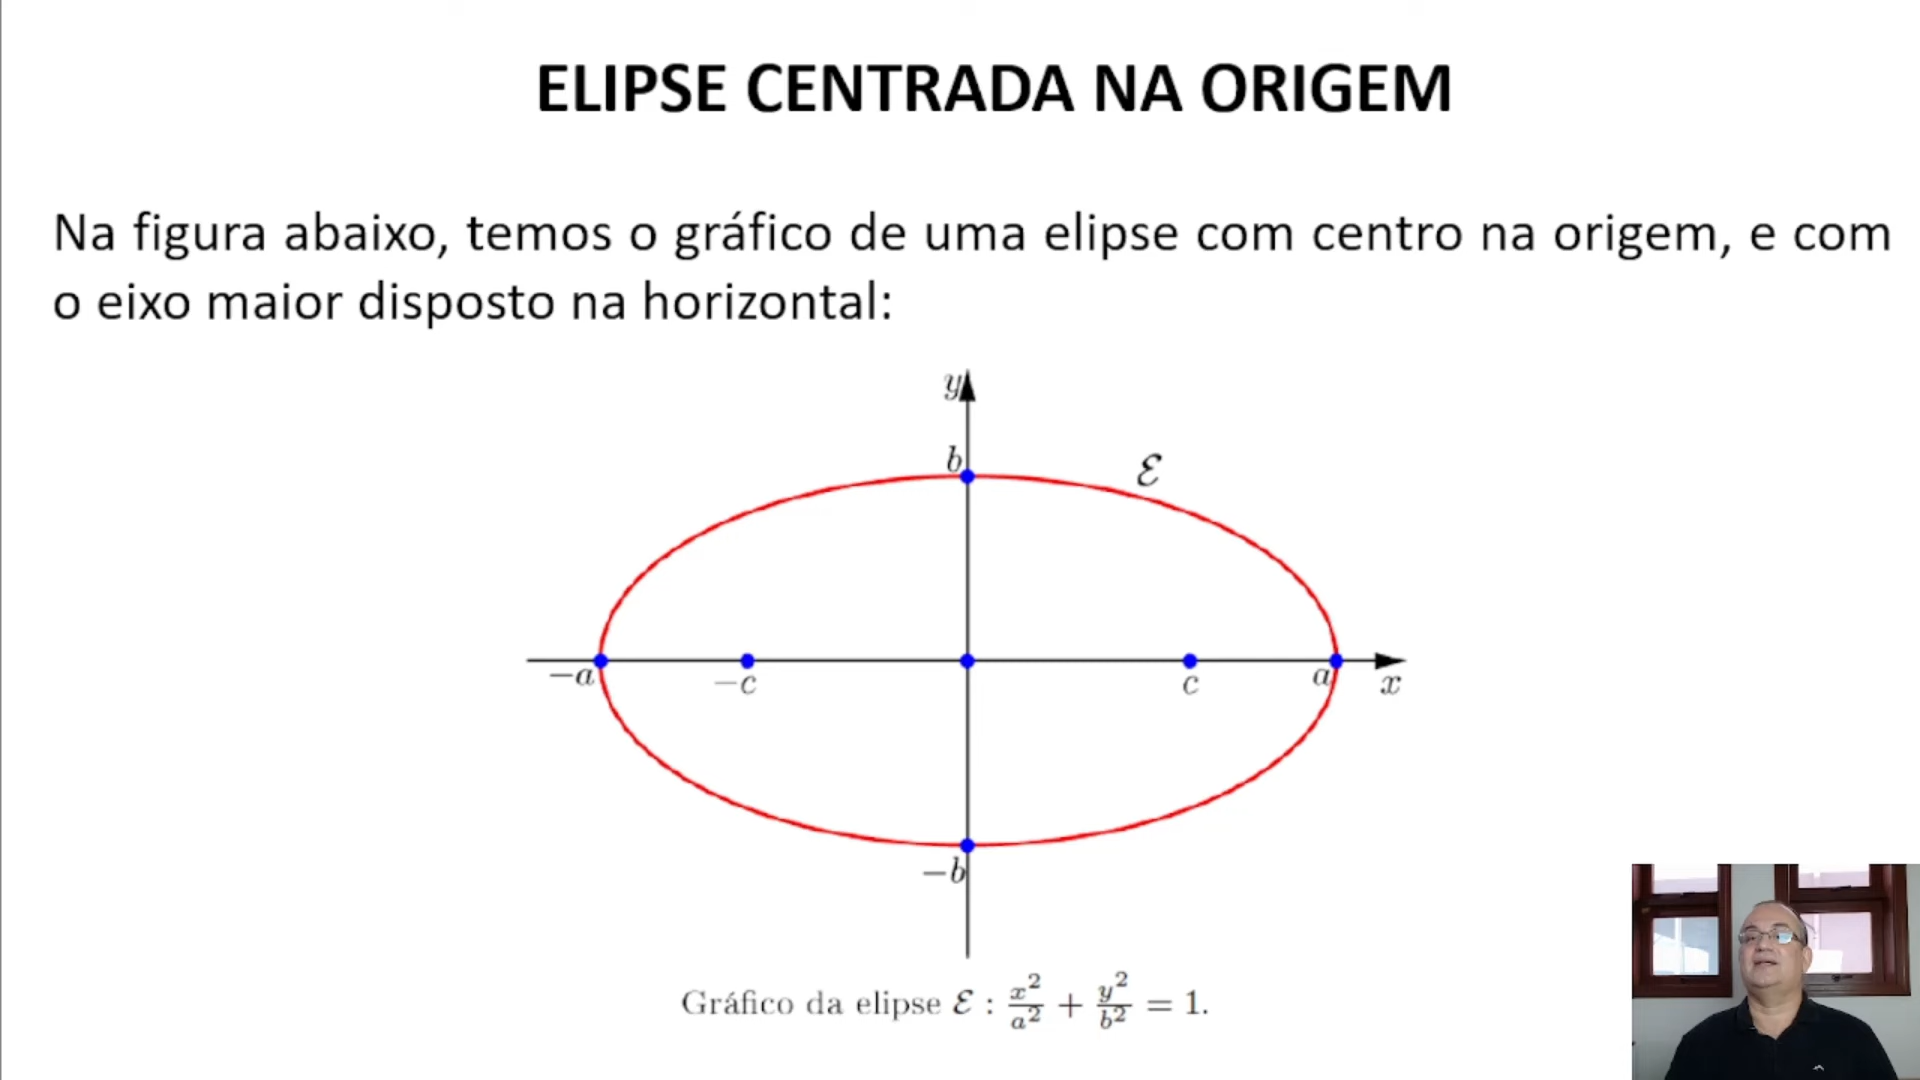 ELIPSE CENTRADA NA ORIGEM
Na figura abaixo, temos o gráfico de uma elipse com centro na origem, e com
o eixo maior disposto na horizontal:
y
b
ℰ
−a
−c
c
a
x
−b
Gráfico da elipse ℰ : x²/a² + y²/b² = 1.